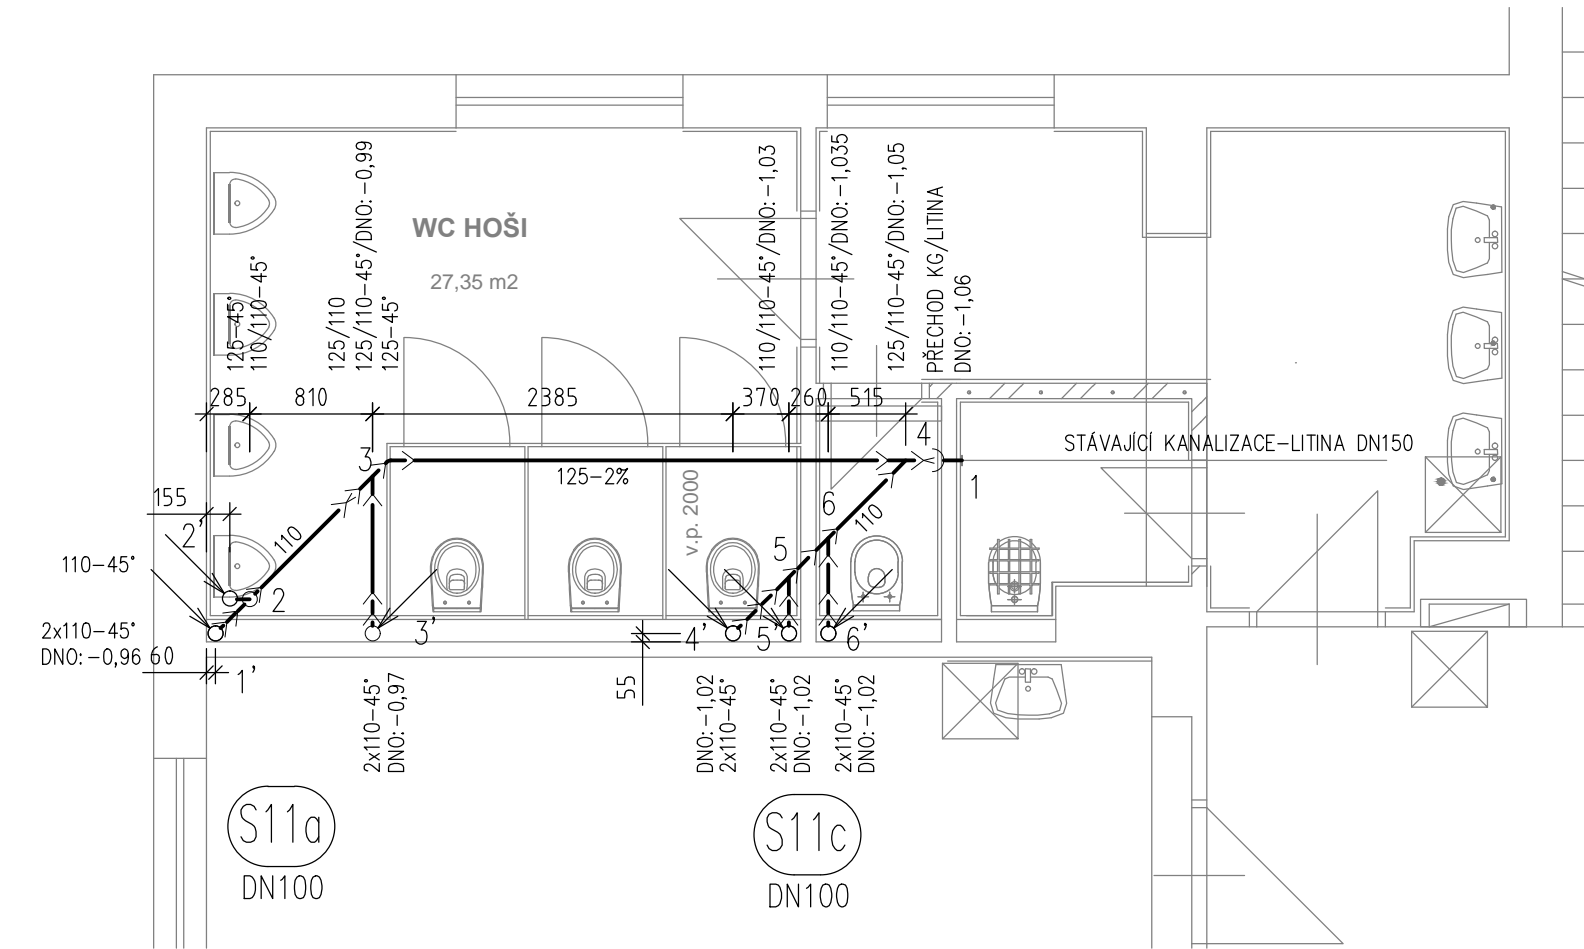 WC HOŠI
27,35 m2
125-45°
110/110-45°
125/110
125/110-45°/DNO:-0,99
125-45°
110/110-45°/DNO:-1,03
110/110-45°/DNO:-1,035
125/110-45°/DNO:-1,05
PŘECHOD KG/LITINA
DNO:-1,06
285
810
2385
370
260
515
3
4
STÁVAJÍCÍ KANALIZACE-LITINA DN150
125-2%
v.p. 2000
155
2'
110
6
110
1
5
110-45°
2
2x110-45°
DNO:-0,96
60
1'
3'
55
4'
5'
6'
2x110-45°
DNO:-0,97
DNO:-1,02
2x110-45°
2x110-45°
DNO:-1,02
2x110-45°
DNO:-1,02
S11a
DN100
S11c
DN100